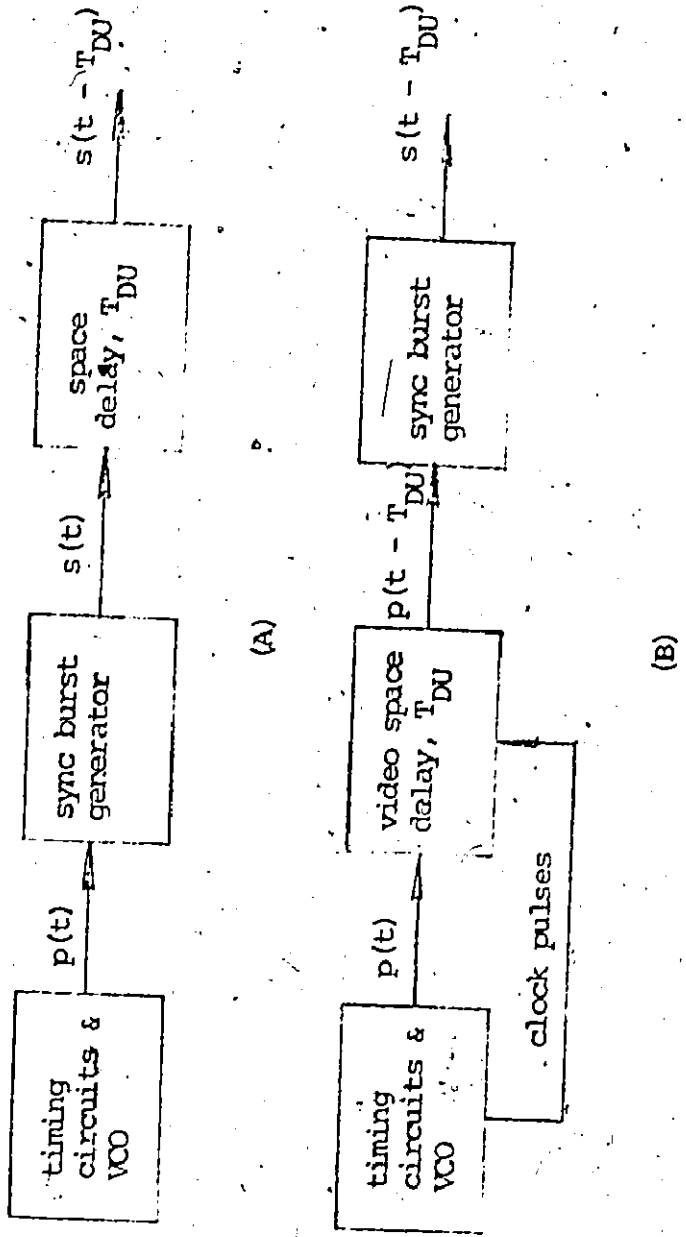 timing
circuits &
VCO
p(t)
sync burst
generator
s(t)
space
delay, T_DU
s(t - T_DU)
(A)
timing
circuits &
VCO
p(t)
clock pulses
video space
delay, T_DU
p(t - T_DU)
sync burst
generator
s(t - T_DU)
(B)